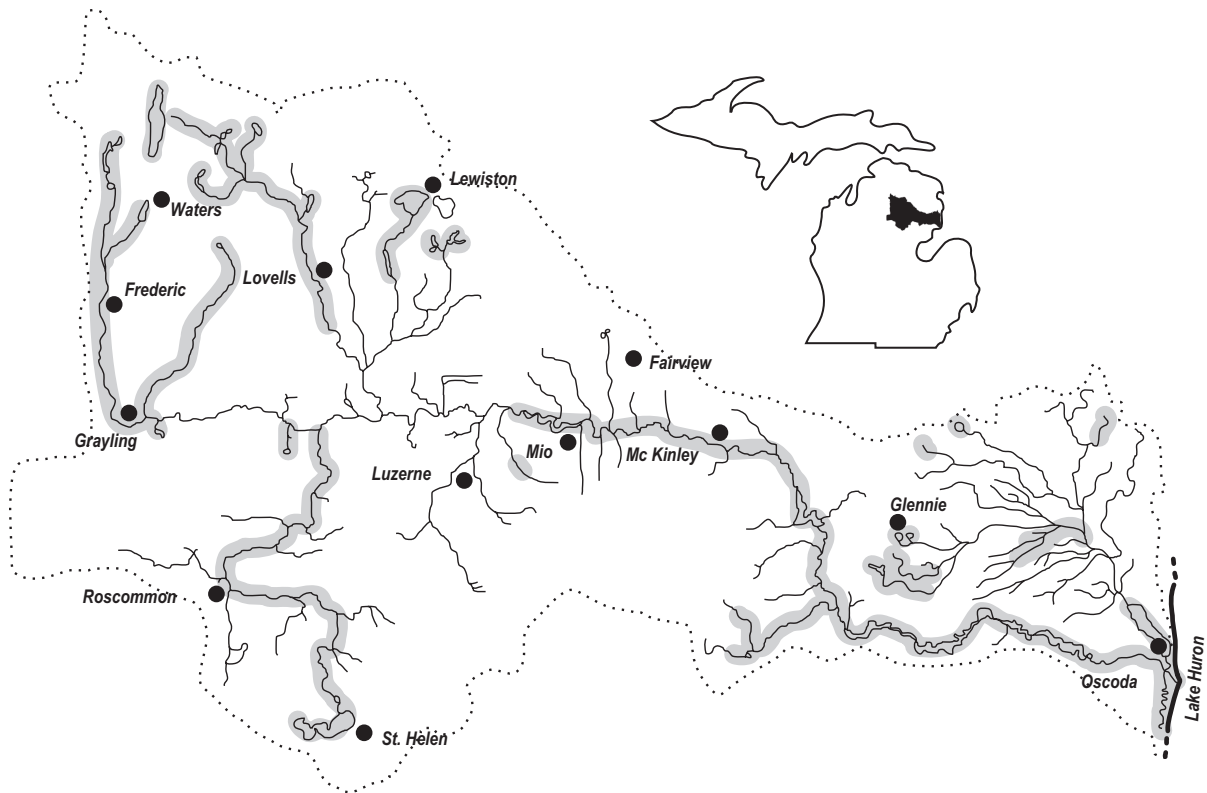 Lewiston
Waters
Lovells
Frederic
Fairview
Grayling
Mio
Mc Kinley
Luzerne
Glennie
Roscommon
Oscoda
Lake Huron
St. Helen